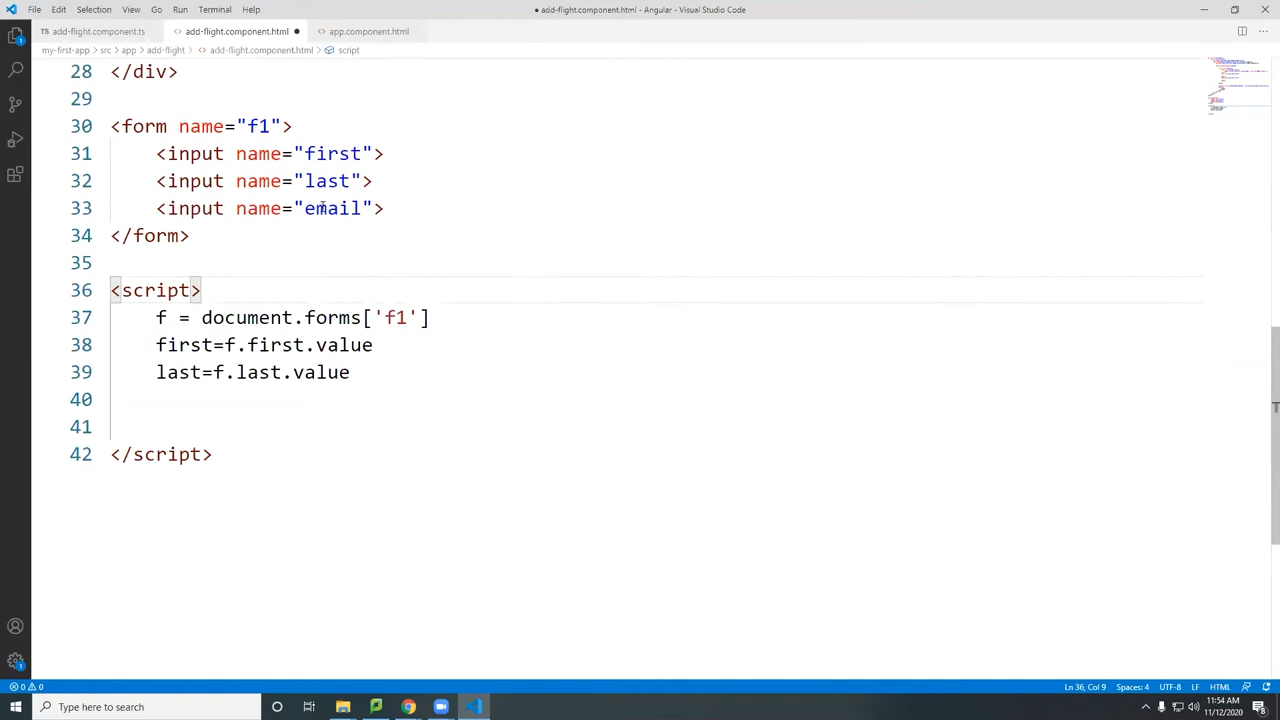 File Edit Selection View Go Run Terminal Help
● add-flight.component.html - Angular - Visual Studio Code
TS add-flight.component.ts
<> add-flight.component.html ●
<> app.component.html
my-first-app > src > app > add-flight > <> add-flight.component.html > script
28 </div>
29
30 <form name="f1">
31 <input name="first">
32 <input name="last">
33 <input name="email">
34 </form>
35
36 <script>
37 f = document.forms['f1']
38 first=f.first.value
39 last=f.last.value
40
41
42 </script>
0 0
Ln 36, Col 9 Spaces: 4 UTF-8 LF HTML
Type here to search
11:54 AM
11/12/2020